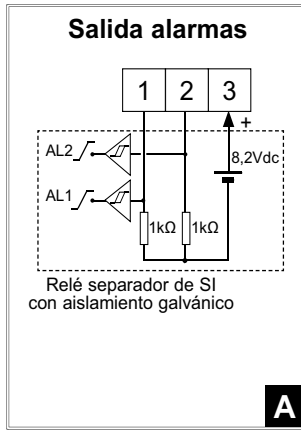 Salida alarmas
1 2 3
+
AL2
8,2Vdc
AL1
1kΩ 1kΩ
Relé separador de SI
con aislamiento galvánico
A